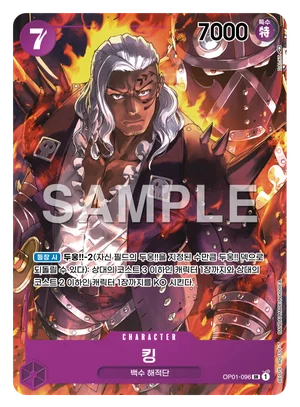 7
7000
특수
特
SAMPLE
등장 시 두웅!!-2(자신 필드의 두웅!!을 지정된 수만큼 두웅!! 덱으로
되돌릴 수 있다): 상대의 코스트 3 이하인 캐릭터 1장까지와 상대의
코스트 2 이하인 캐릭터 1장까지를 KO 시킨다.
CHARACTER
킹
백수 해적단
OP01-096 SR 1